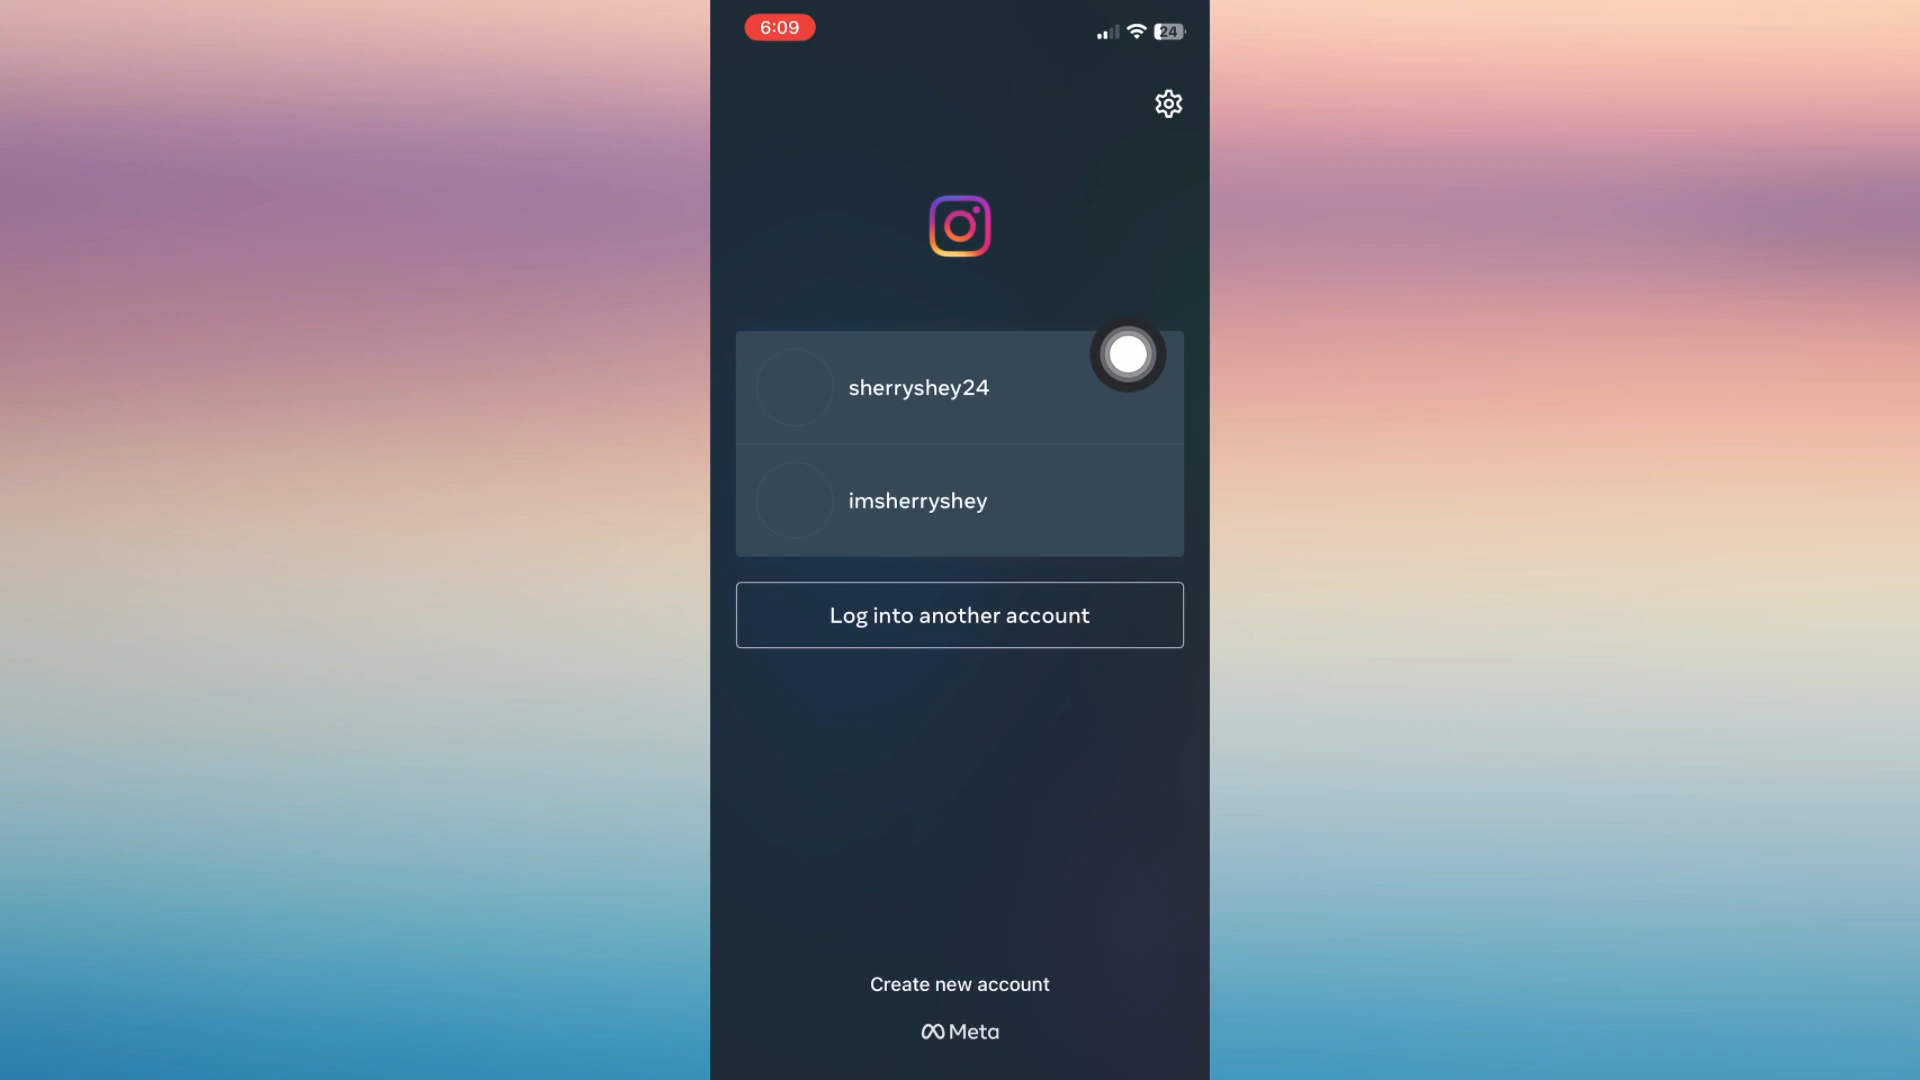 6:09
24
sherryshey24
imsherryshey
Log into another account
Create new account
Meta